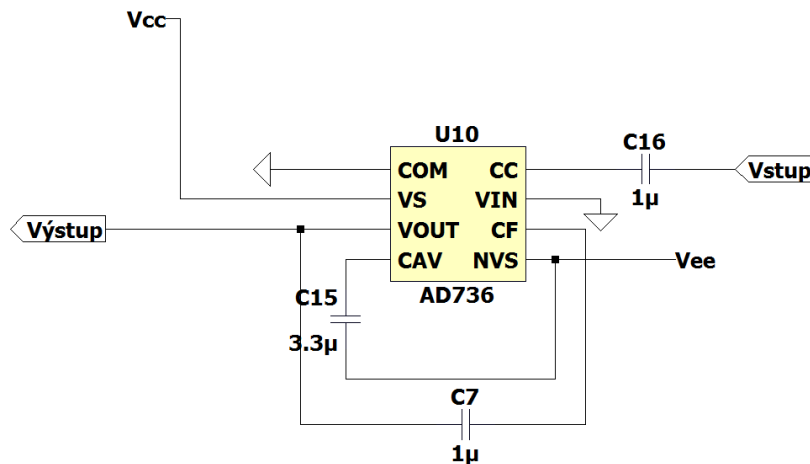 Vcc
U10
C16
COM CC
Vstup
VS VIN
1µ
Výstup
VOUT CF
CAV NVS
Vee
C15
AD736
3.3µ
C7
1µ